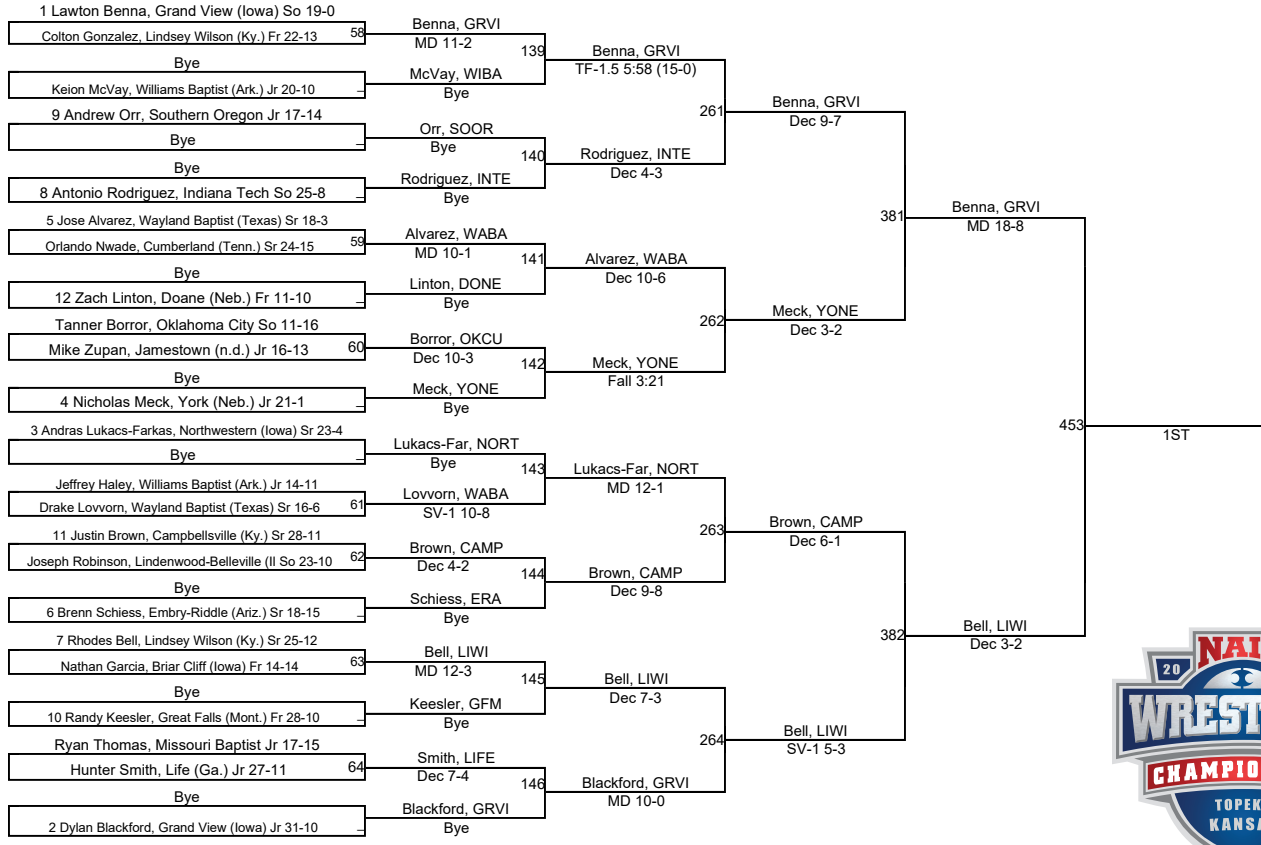 1 Lawton Benna, Grand View (Iowa) So 19-0
Colton Gonzalez, Lindsey Wilson (Ky.) Fr 22-13
58
Bye
Keion McVay, Williams Baptist (Ark.) Jr 20-10
_
9 Andrew Orr, Southern Oregon Jr 17-14
Bye
_
Bye
8 Antonio Rodriguez, Indiana Tech So 25-8
_
5 Jose Alvarez, Wayland Baptist (Texas) Sr 18-3
Orlando Nwade, Cumberland (Tenn.) Sr 24-15
59
Bye
12 Zach Linton, Doane (Neb.) Fr 11-10
_
Tanner Borror, Oklahoma City So 11-16
Mike Zupan, Jamestown (n.d.) Jr 16-13
60
Bye
4 Nicholas Meck, York (Neb.) Jr 21-1
_
3 Andras Lukacs-Farkas, Northwestern (Iowa) Sr 23-4
Bye
_
Jeffrey Haley, Williams Baptist (Ark.) Jr 14-11
Drake Lovvorn, Wayland Baptist (Texas) Sr 16-6
61
11 Justin Brown, Campbellsville (Ky.) Sr 28-11
Joseph Robinson, Lindenwood-Belleville (Il So 23-10
62
Bye
6 Brenn Schiess, Embry-Riddle (Ariz.) Sr 18-15
_
7 Rhodes Bell, Lindsey Wilson (Ky.) Sr 25-12
Nathan Garcia, Briar Cliff (Iowa) Fr 14-14
63
Bye
10 Randy Keesler, Great Falls (Mont.) Fr 28-10
_
Ryan Thomas, Missouri Baptist Jr 17-15
Hunter Smith, Life (Ga.) Jr 27-11
64
Bye
2 Dylan Blackford, Grand View (Iowa) Jr 31-10
_
Benna, GRVI
MD 11-2
139
McVay, WIBA
Bye
Orr, SOOR
Bye
140
Rodriguez, INTE
Bye
Alvarez, WABA
MD 10-1
141
Linton, DONE
Bye
Borror, OKCU
Dec 10-3
142
Meck, YONE
Bye
Lukacs-Far, NORT
Bye
143
Lovvorn, WABA
SV-1 10-8
Brown, CAMP
Dec 4-2
144
Schiess, ERA
Bye
Bell, LIWI
MD 12-3
145
Keesler, GFM
Bye
Smith, LIFE
Dec 7-4
146
Blackford, GRVI
Bye
Benna, GRVI
TF-1.5 5:58 (15-0)
261
Rodriguez, INTE
Dec 4-3
Alvarez, WABA
Dec 10-6
262
Meck, YONE
Fall 3:21
Lukacs-Far, NORT
MD 12-1
263
Brown, CAMP
Dec 9-8
Bell, LIWI
Dec 7-3
264
Blackford, GRVI
MD 10-0
Benna, GRVI
Dec 9-7
381
Meck, YONE
Dec 3-2
Brown, CAMP
Dec 6-1
382
Bell, LIWI
SV-1 5-3
Benna, GRVI
MD 18-8
453
Bell, LIWI
Dec 3-2
1ST
20
NAI
WREST
CHAMPIO
TOPEK
KANSA